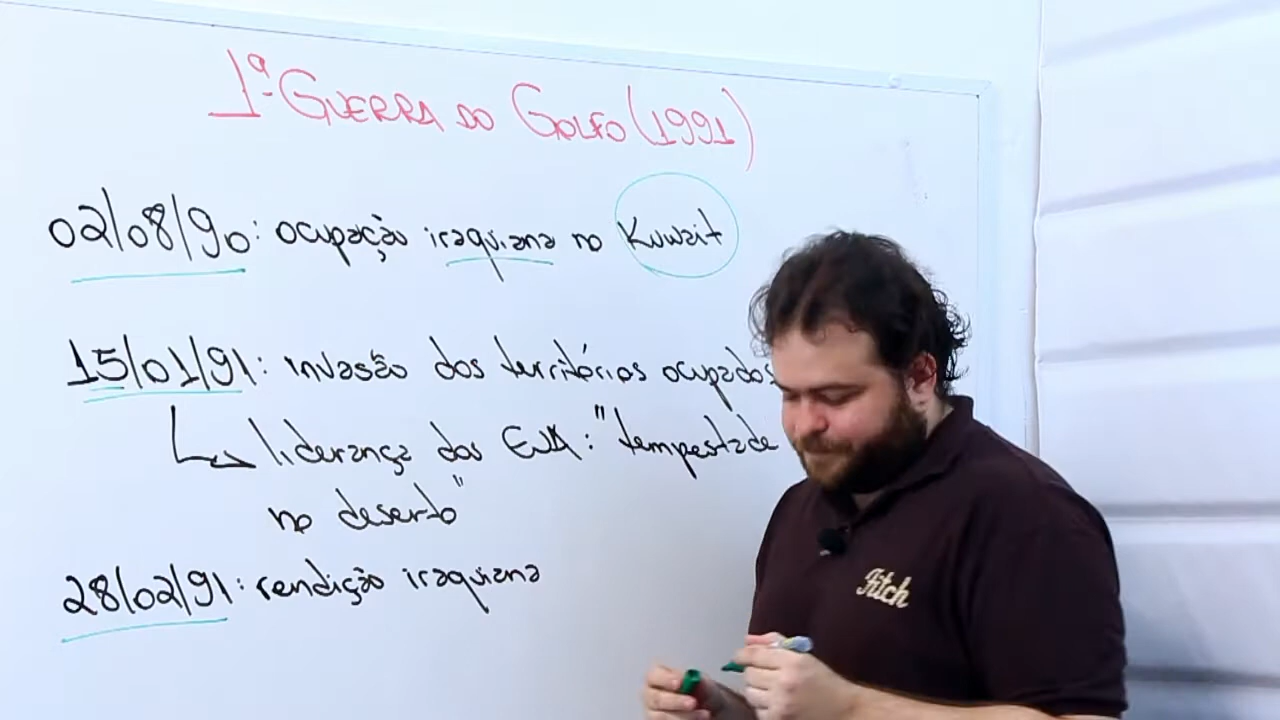 1ª GUERRA DO GOLFO (1991)
02/08/90: ocupação iraquiana no Kuwait
15/01/91: invasão dos territórios ocupados
liderança dos EUA: "tempestade
no deserto"
28/02/91: rendição iraquiana
Fitch